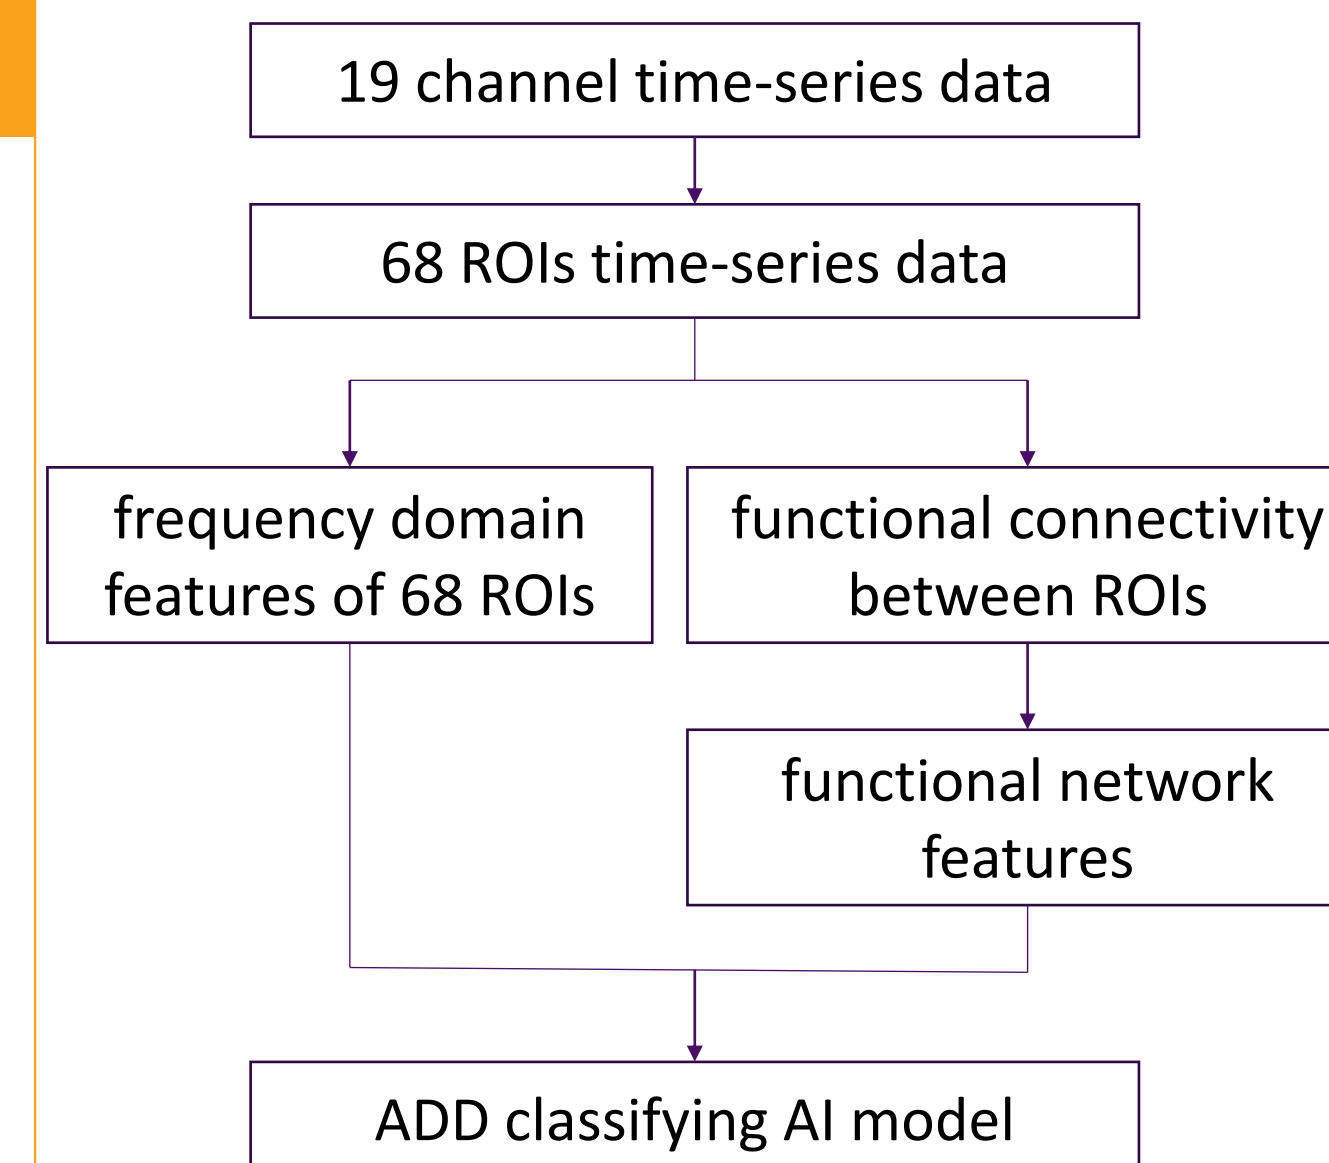 19 channel time-series data
68 ROIs time-series data
frequency domain
features of 68 ROIs
functional connectivity
between ROIs
functional network
features
ADD classifying AI model